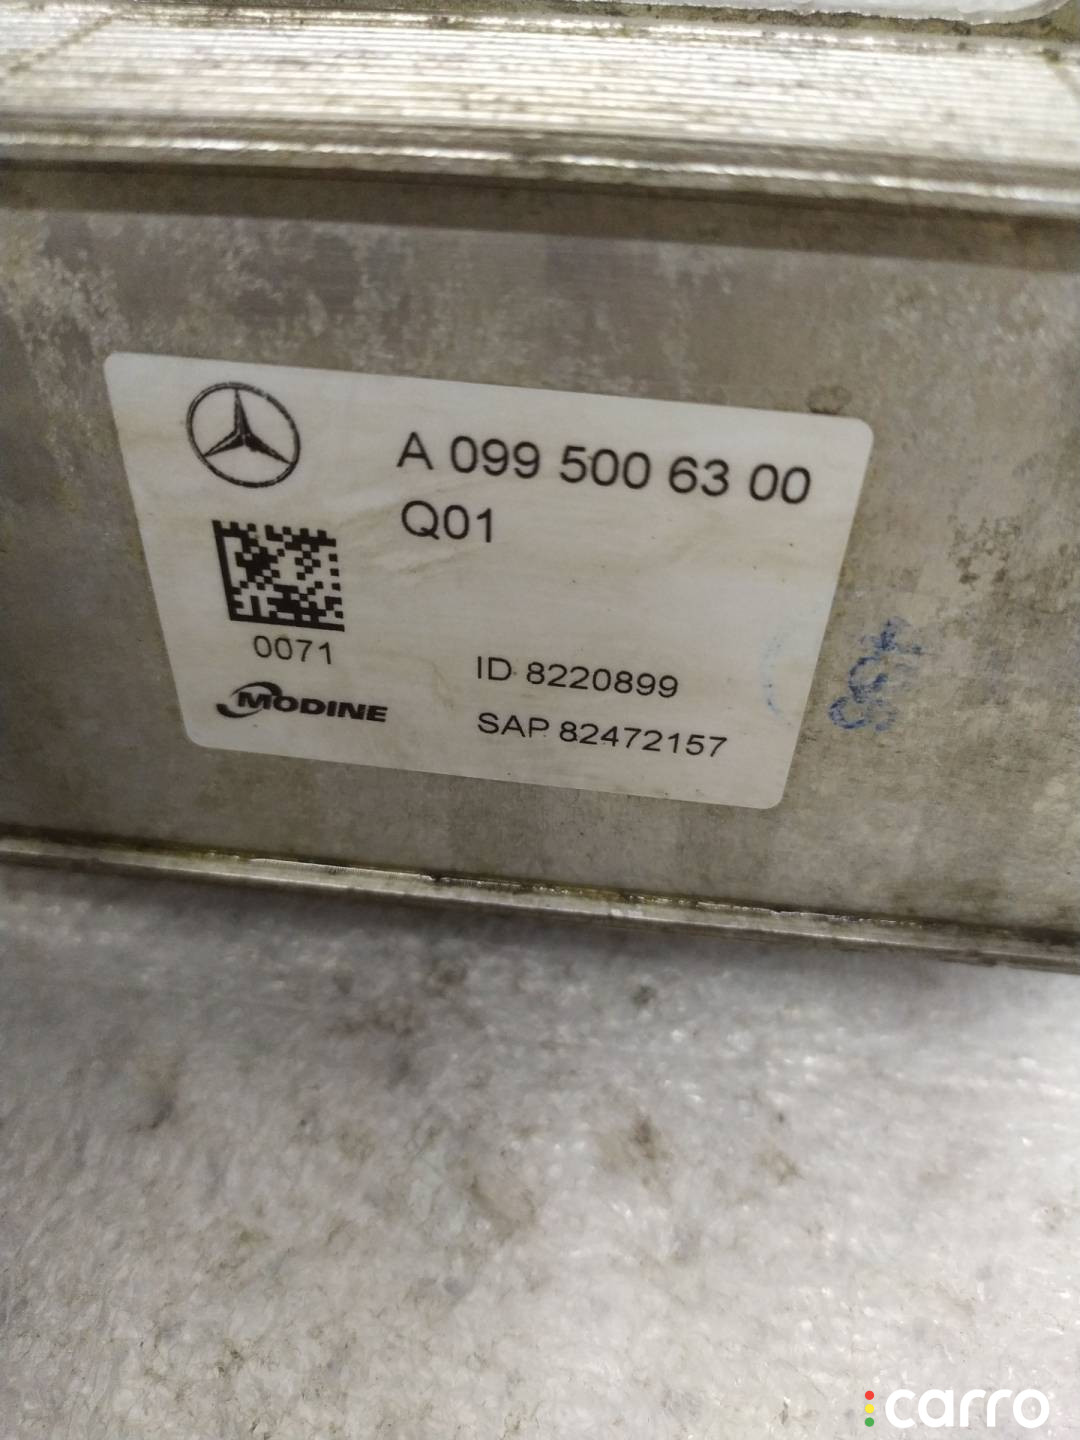 A 099 500 63 00
Q01
0071
MODINE
ID 8220899
SAP 82472157
carro